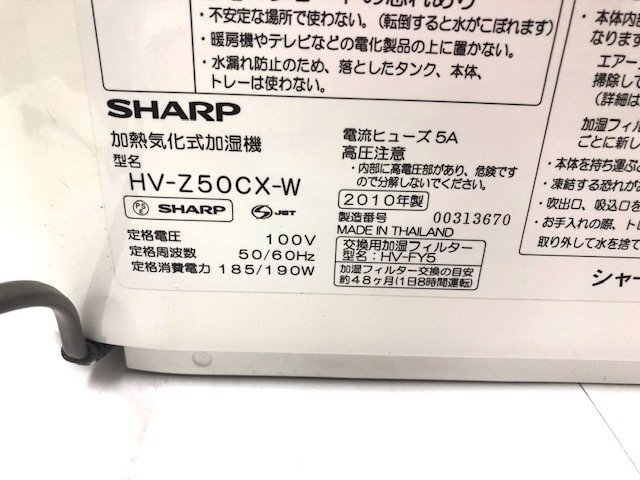 ・不安定な場所で使わない。(転倒すると水がこぼれます)
・暖房機やテレビなどの電化製品の上に置かない。
・水漏れ防止のため、落としたタンク、本体、
トレーは使わない。
SHARP
加熱気化式加湿機
型名
HV-Z50CX-W
PSE SHARP S JET
定格電圧 100V
定格周波数 50/60Hz
定格消費電力 185/190W
電流ヒューズ 5A
高圧注意
・内部に高電圧部があり、危険です
ので分解しないでください。
2010年製
製造番号 00313670
MADE IN THAILAND
交換用加湿フィルター
型名：HV-FY5
加湿フィルター交換の目安
約48ヶ月(1日8時間運転)
・本体内部
なります
エアー
掃除して
(詳細は
加湿フィル
ごとに新し
・本体を持ち運ぶ
・凍結する恐れが
・吹出口、吸込口
・お手入れの際、トレ
取り外して水を捨て
シャー